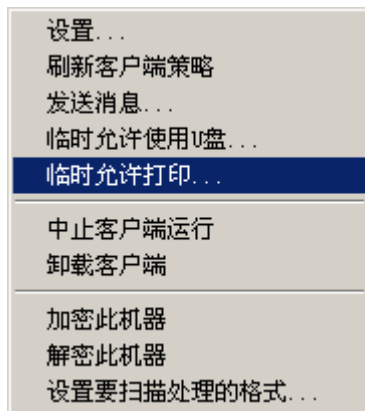 设置...
刷新客户端策略
发送消息...
临时允许使用U盘...
临时允许打印...
中止客户端运行
卸载客户端
加密此机器
解密此机器
设置要扫描处理的格式...